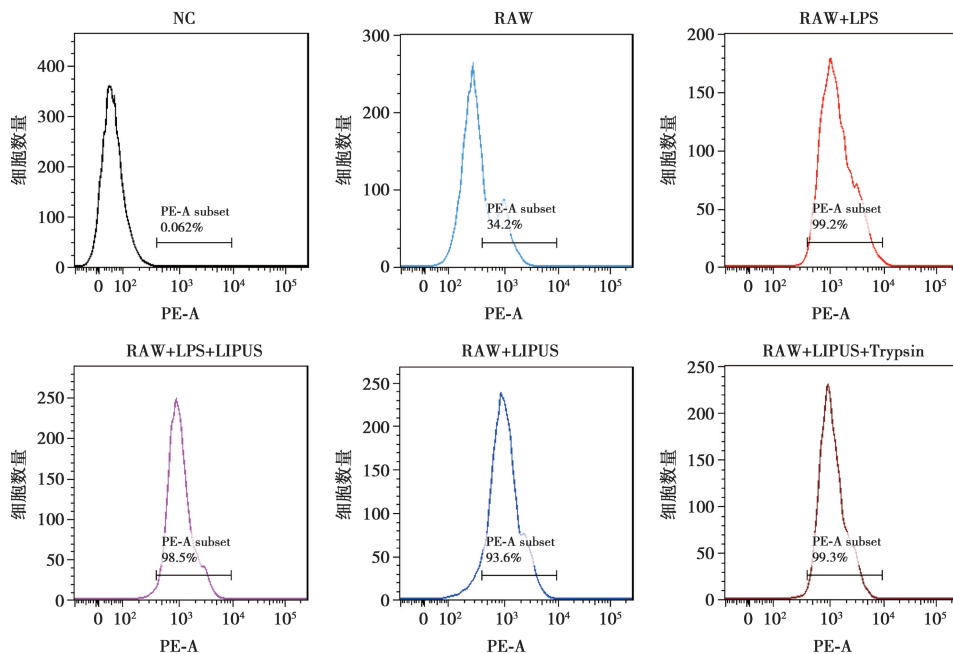 NC
400
300
200
100
0
细胞数量
PE-A subset
0.062%
0 10² 10³ 10⁴ 10⁵
PE-A
RAW
300
200
100
0
细胞数量
PE-A subset
34.2%
0 10² 10³ 10⁴ 10⁵
PE-A
RAW+LPS
200
150
100
50
0
细胞数量
PE-A subset
99.2%
0 10² 10³ 10⁴ 10⁵
PE-A
RAW+LPS+LIPUS
250
200
150
100
50
0
细胞数量
PE-A subset
98.5%
0 10² 10³ 10⁴ 10⁵
PE-A
RAW+LIPUS
250
200
150
100
50
0
细胞数量
PE-A subset
93.6%
0 10² 10³ 10⁴ 10⁵
PE-A
RAW+LIPUS+Trypsin
250
200
150
100
50
0
细胞数量
PE-A subset
99.3%
0 10² 10³ 10⁴ 10⁵
PE-A